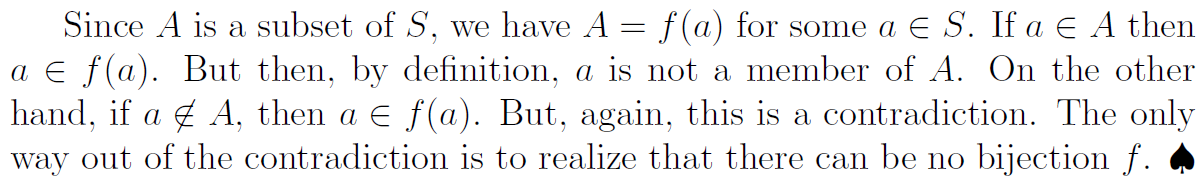 Since A is a subset of S, we have A = f(a) for some a ∈ S. If a ∈ A then
a ∈ f(a). But then, by definition, a is not a member of A. On the other
hand, if a ∉ A, then a ∈ f(a). But, again, this is a contradiction. The only
way out of the contradiction is to realize that there can be no bijection f. ♠